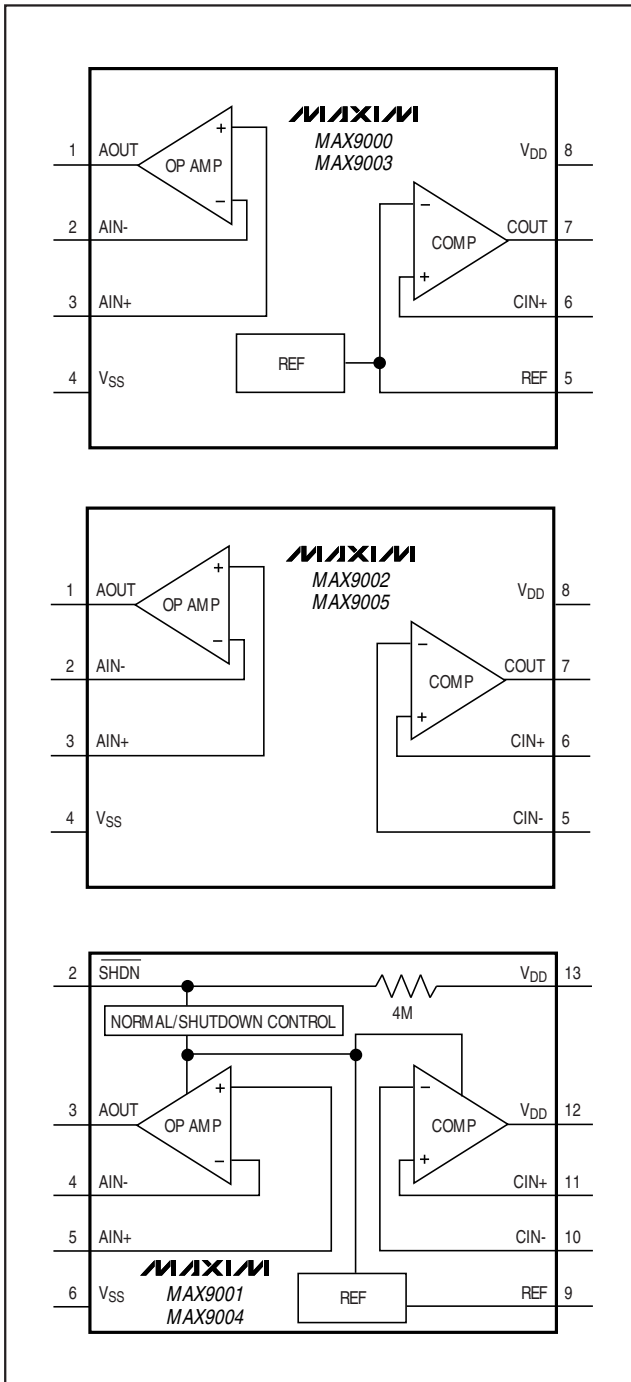 MAXIM
MAX9000
MAX9003
1 AOUT
2 AIN-
3 AIN+
4 VSS
OP AMP
+
-
REF
COMP
-
+
VDD 8
COUT 7
CIN+ 6
REF 5
MAXIM
MAX9002
MAX9005
1 AOUT
2 AIN-
3 AIN+
4 VSS
OP AMP
+
-
COMP
-
+
VDD 8
COUT 7
CIN+ 6
CIN- 5
2 SHDN
VDD 13
4M
NORMAL/SHUTDOWN CONTROL
3 AOUT
4 AIN-
5 AIN+
6 VSS
OP AMP
+
-
COMP
-
+
VDD 12
CIN+ 11
CIN- 10
REF 9
MAXIM
MAX9001
MAX9004
REF